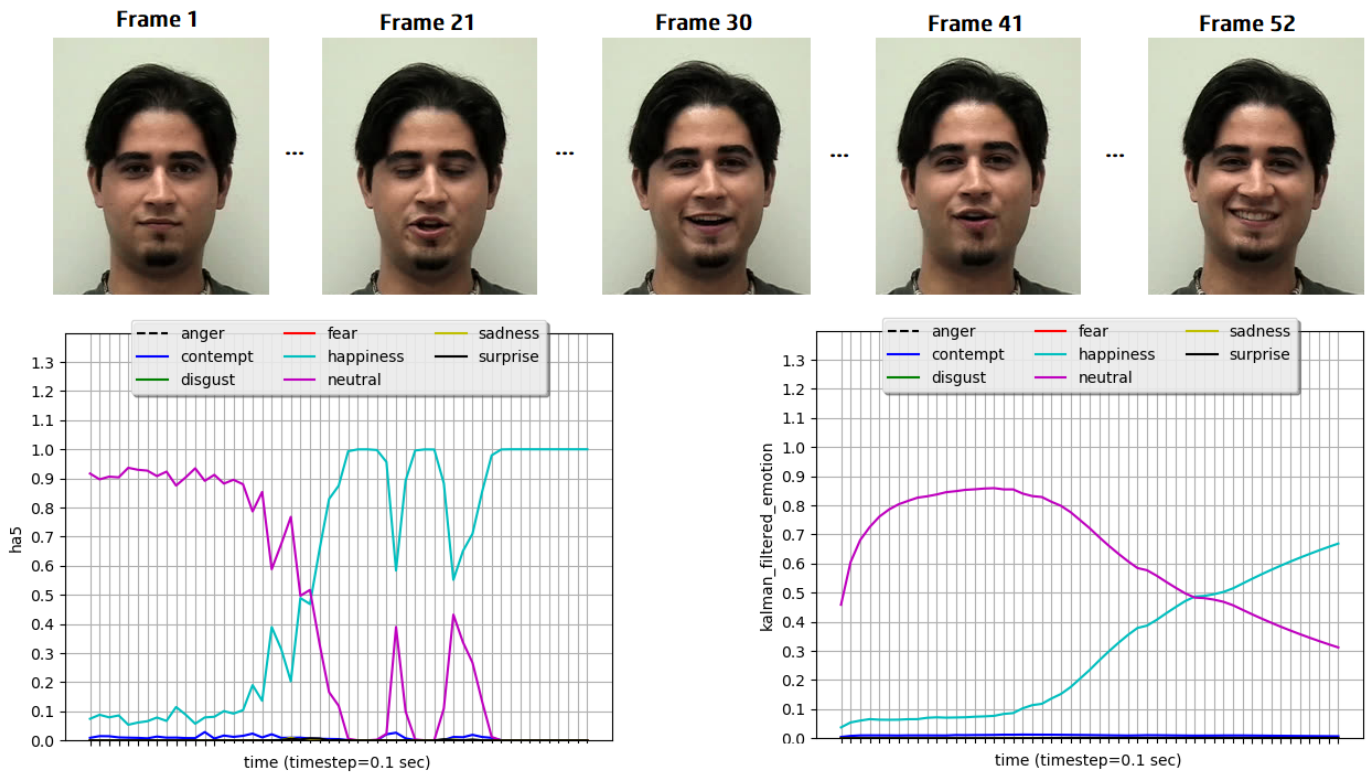 Frame 1
Frame 21
Frame 30
Frame 41
Frame 52
...
...
...
...
anger
contempt
disgust
fear
happiness
neutral
sadness
surprise
1.3
1.2
1.1
1.0
0.9
0.8
0.7
0.6
0.5
0.4
0.3
0.2
0.1
0.0
ha5
time (timestep=0.1 sec)
anger
contempt
disgust
fear
happiness
neutral
sadness
surprise
1.3
1.2
1.1
1.0
0.9
0.8
0.7
0.6
0.5
0.4
0.3
0.2
0.1
0.0
kalman_filtered_emotion
time (timestep=0.1 sec)